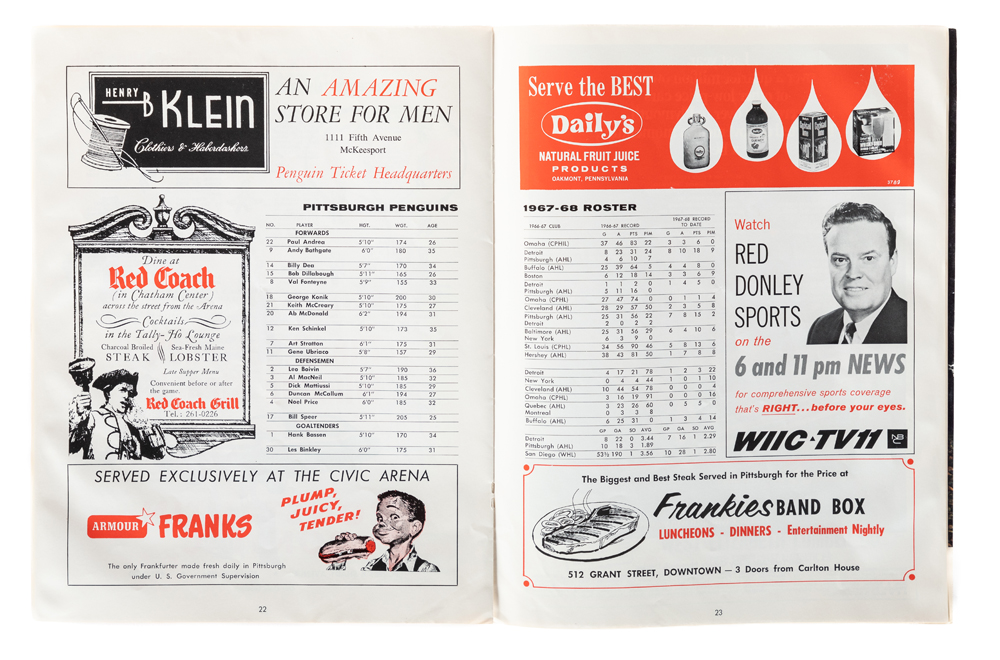 HENRY B KLEIN
Clothiers & Haberdashers
AN AMAZING
STORE FOR MEN
1111 Fifth Avenue
McKeesport
Penguin Ticket Headquarters
Dine at
Red Coach
(in Chatham Center)
across the street from the Arena
Cocktails
in the Tally-Ho Lounge
Charcoal Broiled Sea-Fresh Maine
STEAK LOBSTER
Late Supper Menu
Convenient before or after
the game.
Red Coach Grill
Tel.: 261-0226
PITTSBURGH PENGUINS
NO. PLAYER HGT. WGT. AGE
FORWARDS
22 Paul Andrea 5'10" 174 26
9 Andy Bathgate 6'0" 180 35
14 Billy Dea 5'7" 170 34
15 Bob Dillabough 5'11" 165 26
8 Val Fonteyne 5'9" 155 33
18 George Konik 5'10" 200 30
21 Keith McCreary 5'10" 175 27
20 Ab McDonald 6'2" 194 31
12 Ken Schinkel 5'10" 173 35
7 Art Stratton 6'1" 175 31
11 Gene Ubriaco 5'8" 157 29
DEFENSEMEN
2 Leo Boivin 5'7" 190 36
3 Al MacNeil 5'10" 185 32
5 Dick Mattiussi 5'10" 185 29
6 Duncan McCallum 6'1" 194 27
4 Noel Price 6'0" 185 32
17 Bill Speer 5'11" 205 25
GOALTENDERS
1 Hank Bassen 5'10" 170 34
30 Les Binkley 6'0" 175 31
SERVED EXCLUSIVELY AT THE CIVIC ARENA
ARMOUR FRANKS
PLUMP,
JUICY,
TENDER!
The only Frankfurter made fresh daily in Pittsburgh
under U. S. Government Supervision
22
Serve the BEST
Daily's
NATURAL FRUIT JUICE
PRODUCTS
OAKMONT, PENNSYLVANIA
1967-68 ROSTER
1967-68 RECORD
1966-67 CLUB 1966-67 RECORD TO DATE
G A PTS PIM G A PTS PIM
Omaha (CPHL) 37 46 83 22 3 3 6 0
Detroit 8 23 31 24 8 10 18 9
Pittsburgh (AHL) 4 6 10 7
Buffalo (AHL) 25 39 64 5 4 4 8 0
Boston 6 12 18 14 3 3 6 9
Detroit 1 1 2 0 1 4 5 0
Pittsburgh (AHL) 5 11 16 0
Omaha (CPHL) 27 47 74 0 0 1 1 4
Cleveland (AHL) 28 29 57 50 2 3 5 8
Pittsburgh (AHL) 25 31 56 22 7 8 15 2
Detroit 2 0 2 2
Baltimore (AHL) 25 31 56 29 6 4 10 6
New York 6 3 9 0
St. Louis (CPHL) 34 56 90 46 5 8 13 6
Hershey (AHL) 38 43 81 50 1 7 8 8
Detroit 4 17 21 78 1 2 3 22
New York 0 4 4 44 1 0 1 10
Cleveland (AHL) 10 44 54 78 0 0 0 4
Omaha (CPHL) 3 16 19 91 0 0 0 16
Quebec (AHL) 3 23 26 60 0 5 5 0
Montreal 0 3 3 8
Buffalo (AHL) 6 25 31 0 1 3 4 14
GP GA SO AVG GP GA SO AVG
Detroit 8 22 0 3.44 7 16 1 2.29
Pittsburgh (AHL) 10 18 3 1.89
San Diego (WHL) 53½ 190 1 3.56 10 28 1 2.80
Watch
RED
DONLEY
SPORTS
on the
6 and 11 pm NEWS
for comprehensive sports coverage
that's RIGHT...before your eyes.
WIIC·TV11
The Biggest and Best Steak Served in Pittsburgh for the Price at
Frankies BAND BOX
LUNCHEONS - DINNERS - Entertainment Nightly
512 GRANT STREET, DOWNTOWN — 3 Doors from Carlton House
23